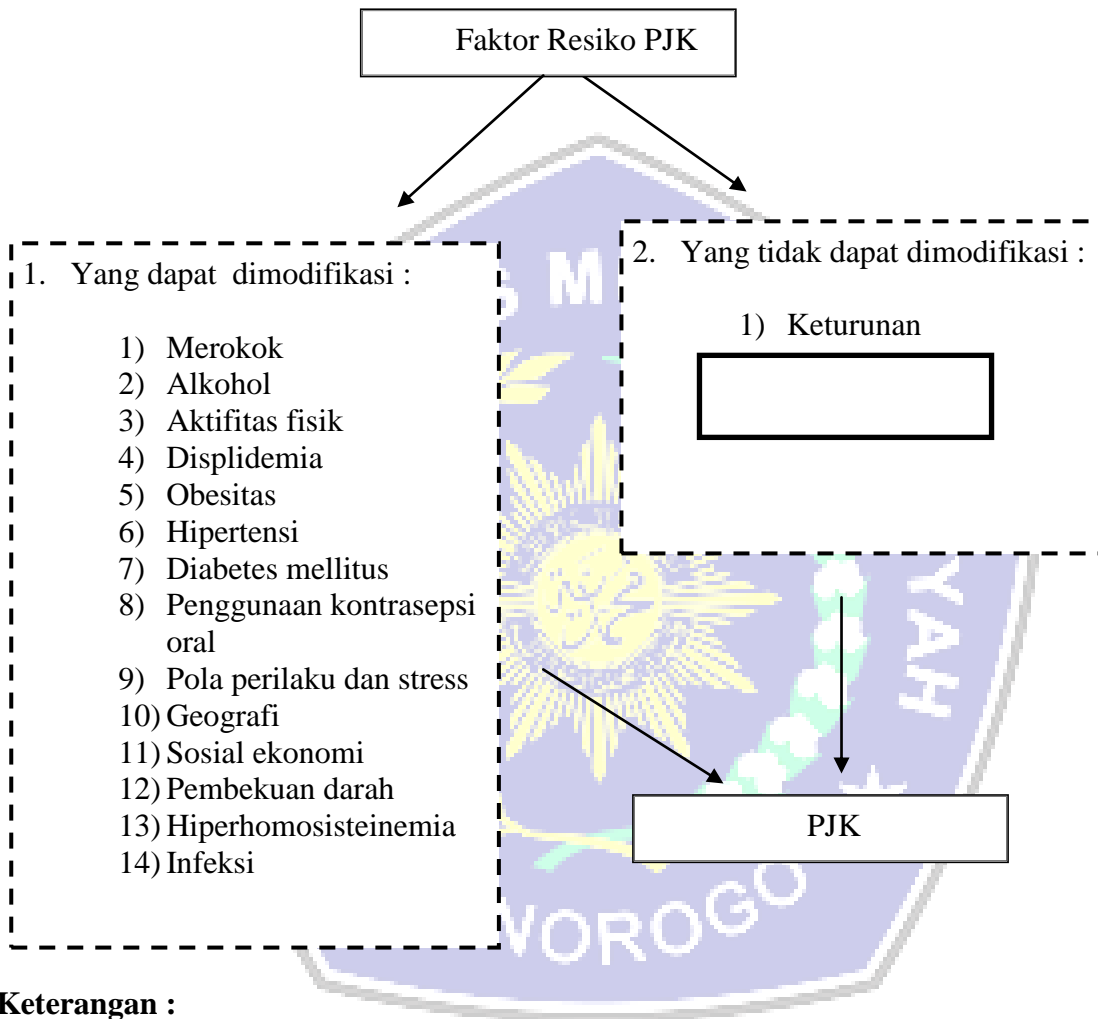 Faktor Resiko PJK
1. Yang dapat dimodifikasi :
1) Merokok
2) Alkohol
3) Aktifitas fisik
4) Displidemia
5) Obesitas
6) Hipertensi
7) Diabetes mellitus
8) Penggunaan kontrasepsi
oral
9) Pola perilaku dan stress
10) Geografi
11) Sosial ekonomi
12) Pembekuan darah
13) Hiperhomosisteinemia
14) Infeksi
2. Yang tidak dapat dimodifikasi :
1) Keturunan
PJK
S M
YAH
NOROGO
Keterangan :